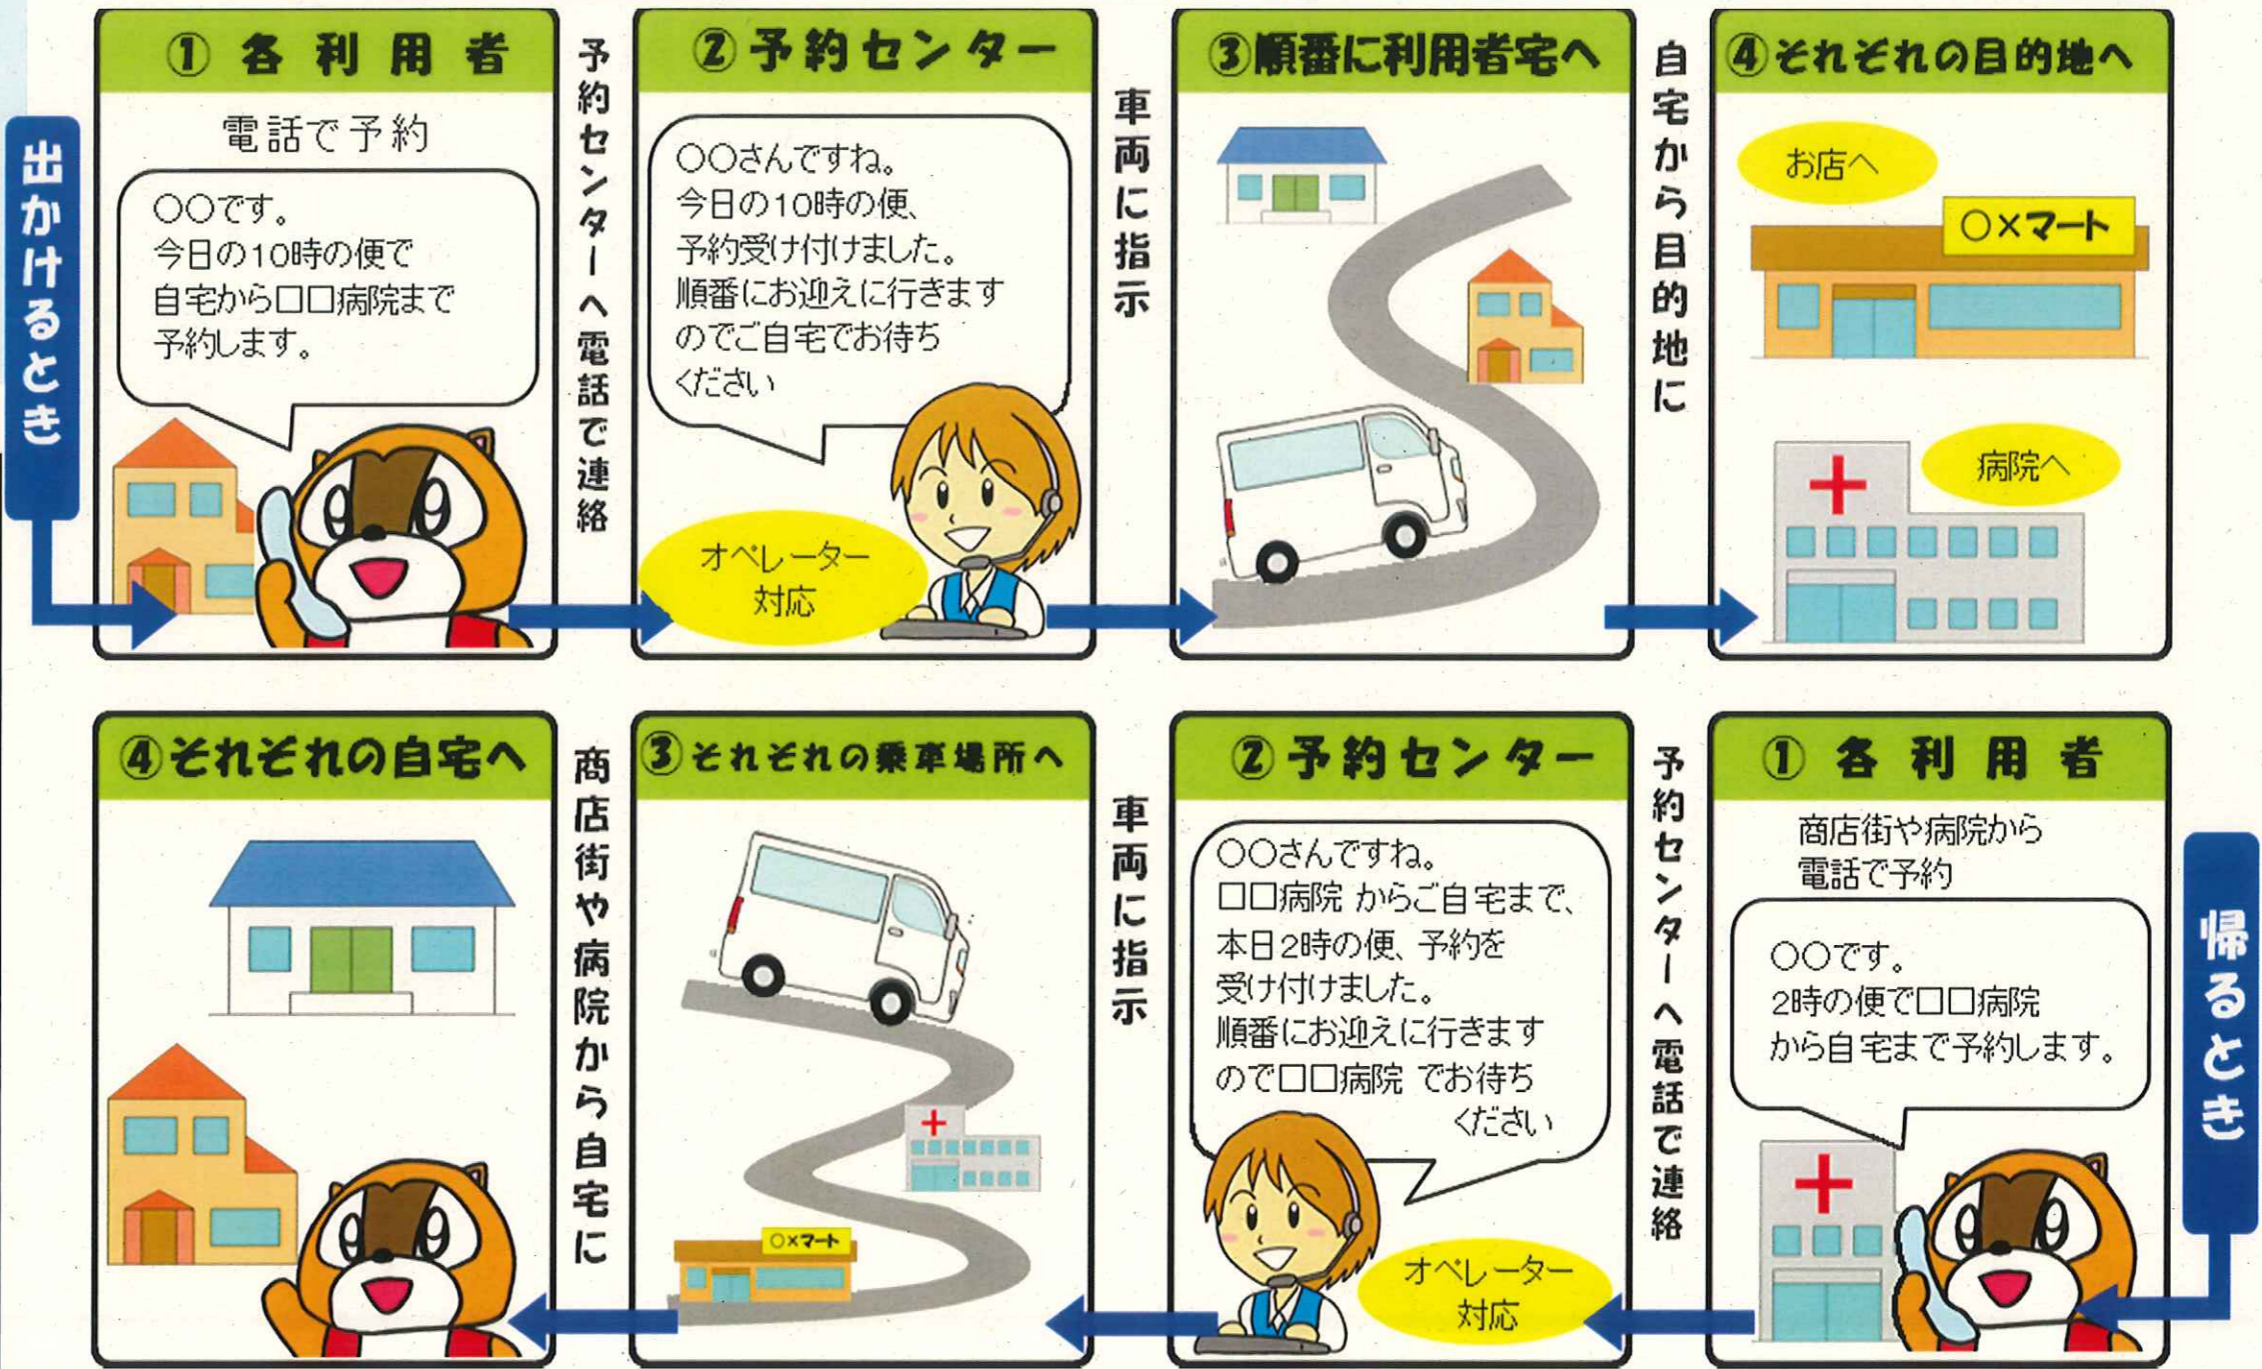 出かけるとき
① 各利用者
電話で予約
〇〇です。
今日の10時の便で
自宅から□□病院まで
予約します。
予約センターへ電話で連絡
②予約センター
〇〇さんですね。
今日の10時の便、
予約受け付けました。
順番にお迎えに行きます
のでご自宅でお待ち
ください
オペレーター
対応
車両に指示
③順番に利用者宅へ
自宅から目的地に
④それぞれの目的地へ
お店へ
○×マート
病院へ
帰るとき
① 各利用者
商店街や病院から
電話で予約
〇〇です。
2時の便で□□病院
から自宅まで予約します。
予約センターへ電話で連絡
②予約センター
〇〇さんですね。
□□病院 からご自宅まで、
本日2時の便、予約を
受け付けました。
順番にお迎えに行きます
ので□□病院 でお待ち
ください
オペレーター
対応
車両に指示
③それぞれの乗車場所へ
○×マート
商店街や病院から自宅に
④それぞれの自宅へ